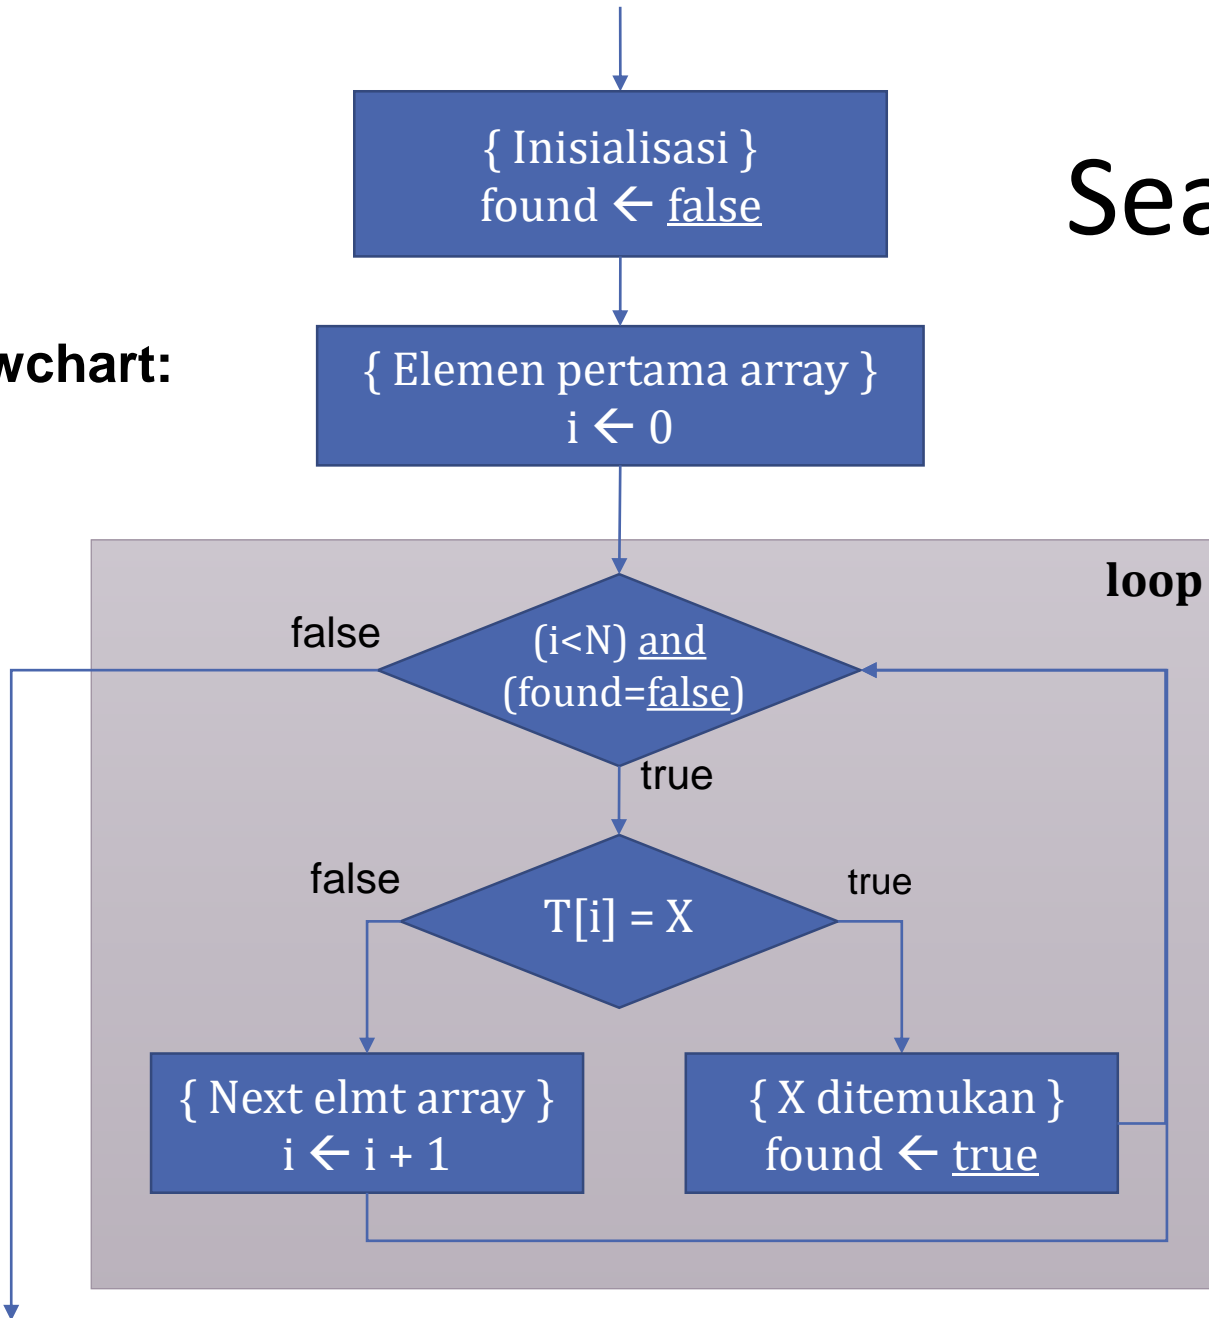 { Inisialisasi }
found ← false
Sea
wchart:
{ Elemen pertama array }
i ← 0
loop
false
(i<N) and
(found=false)
true
false
true
T[i] = X
{ Next elmt array }
i ← i + 1
{ X ditemukan }
found ← true